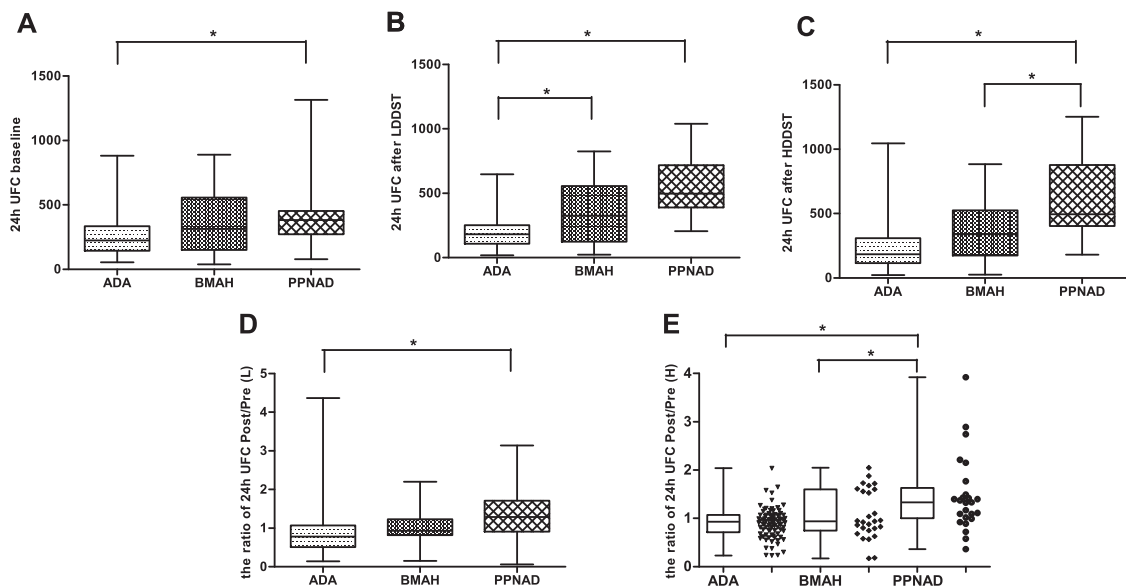 A
*
24h UFC baseline
1500
1000
500
0
ADA BMAH PPNAD
B
*
*
24h UFC after LDDST
1500
1000
500
0
ADA BMAH PPNAD
C
*
*
24h UFC after HDDST
1500
1000
500
0
ADA BMAH PPNAD
D
*
the ratio of 24h UFC Post/Pre (L)
5
4
3
2
1
0
ADA BMAH PPNAD
E
*
*
the ratio of 24h UFC Post/Pre (H)
4
3
2
1
0
ADA BMAH PPNAD